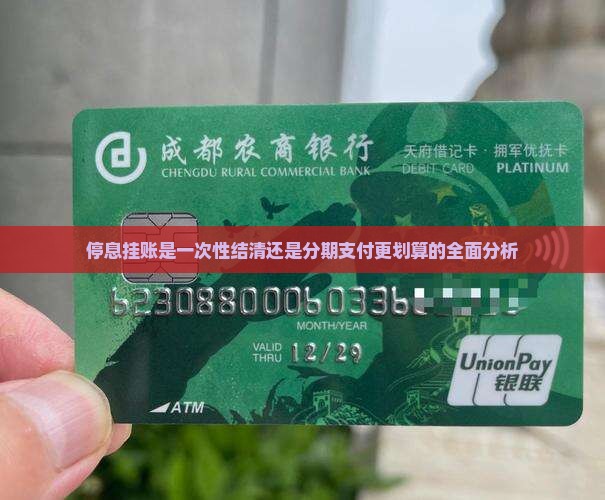 成都农商银行
CHENGDU RURAL COMMERCIAL BANK
天府借记卡·拥军优抚卡
DEBIT CARD PLATINUM
停息挂账是一次性结清还是分期支付更划算的全面分析
MONTH/YEAR
VALID THRU 12/29
UnionPay
银联
ATM